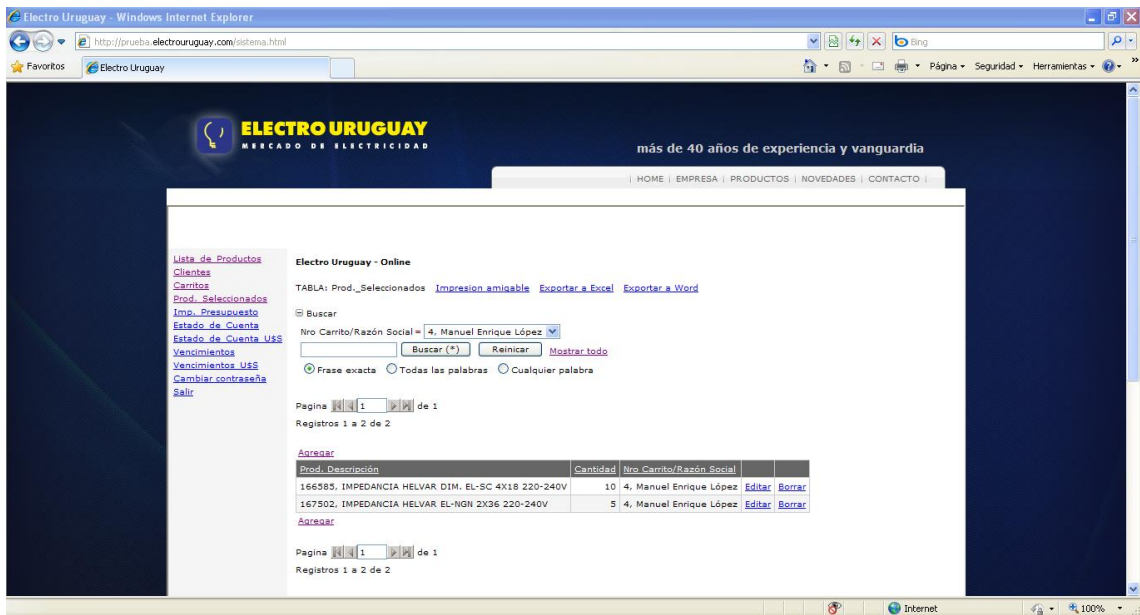 Electro Uruguay - Windows Internet Explorer
http://prueba.electrouruguay.com/sistema.html
Bing
Favoritos
Electro Uruguay
Página
Seguridad
Herramientas
ELECTRO URUGUAY
MERCADO DE ELECTRICIDAD
más de 40 años de experiencia y vanguardia
| HOME | EMPRESA | PRODUCTOS | NOVEDADES | CONTACTO |
Lista de Productos
Clientes
Carritos
Prod. Seleccionados
Imp. Presupuesto
Estado de Cuenta
Estado de Cuenta U$S
Vencimientos
Vencimientos U$S
Cambiar contraseña
Salir
Electro Uruguay - Online
TABLA: Prod._Seleccionados Impresion amigable Exportar a Excel Exportar a Word
Buscar
Nro Carrito/Razón Social = 4, Manuel Enrique López
Buscar (*) Reinicar Mostrar todo
Frase exacta Todas las palabras Cualquier palabra
Pagina 1 de 1
Registros 1 a 2 de 2
Agregar
Prod. Descripción Cantidad Nro Carrito/Razón Social
166585, IMPEDANCIA HELVAR DIM. EL-SC 4X18 220-240V 10 4, Manuel Enrique López Editar Borrar
167502, IMPEDANCIA HELVAR EL-NGN 2X36 220-240V 5 4, Manuel Enrique López Editar Borrar
Agregar
Pagina 1 de 1
Registros 1 a 2 de 2
Internet
100%